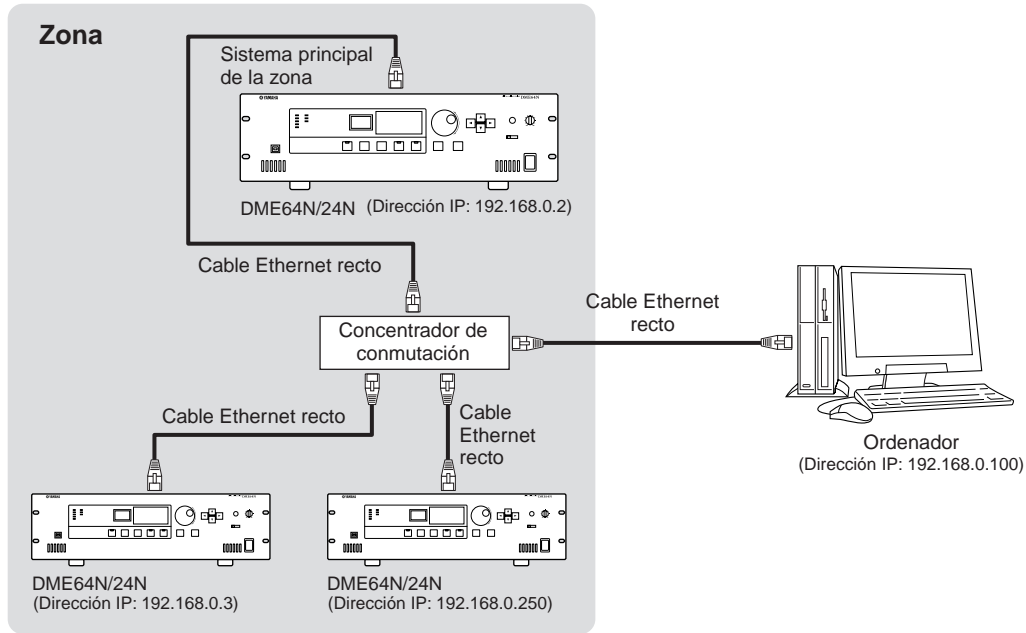 Zona
Sistema principal
de la zona
DME64N/24N (Dirección IP: 192.168.0.2)
Cable Ethernet recto
Concentrador de
conmutación
Cable Ethernet
recto
Ordenador
(Dirección IP: 192.168.0.100)
Cable Ethernet recto
Cable
Ethernet
recto
DME64N/24N
(Dirección IP: 192.168.0.3)
DME64N/24N
(Dirección IP: 192.168.0.250)